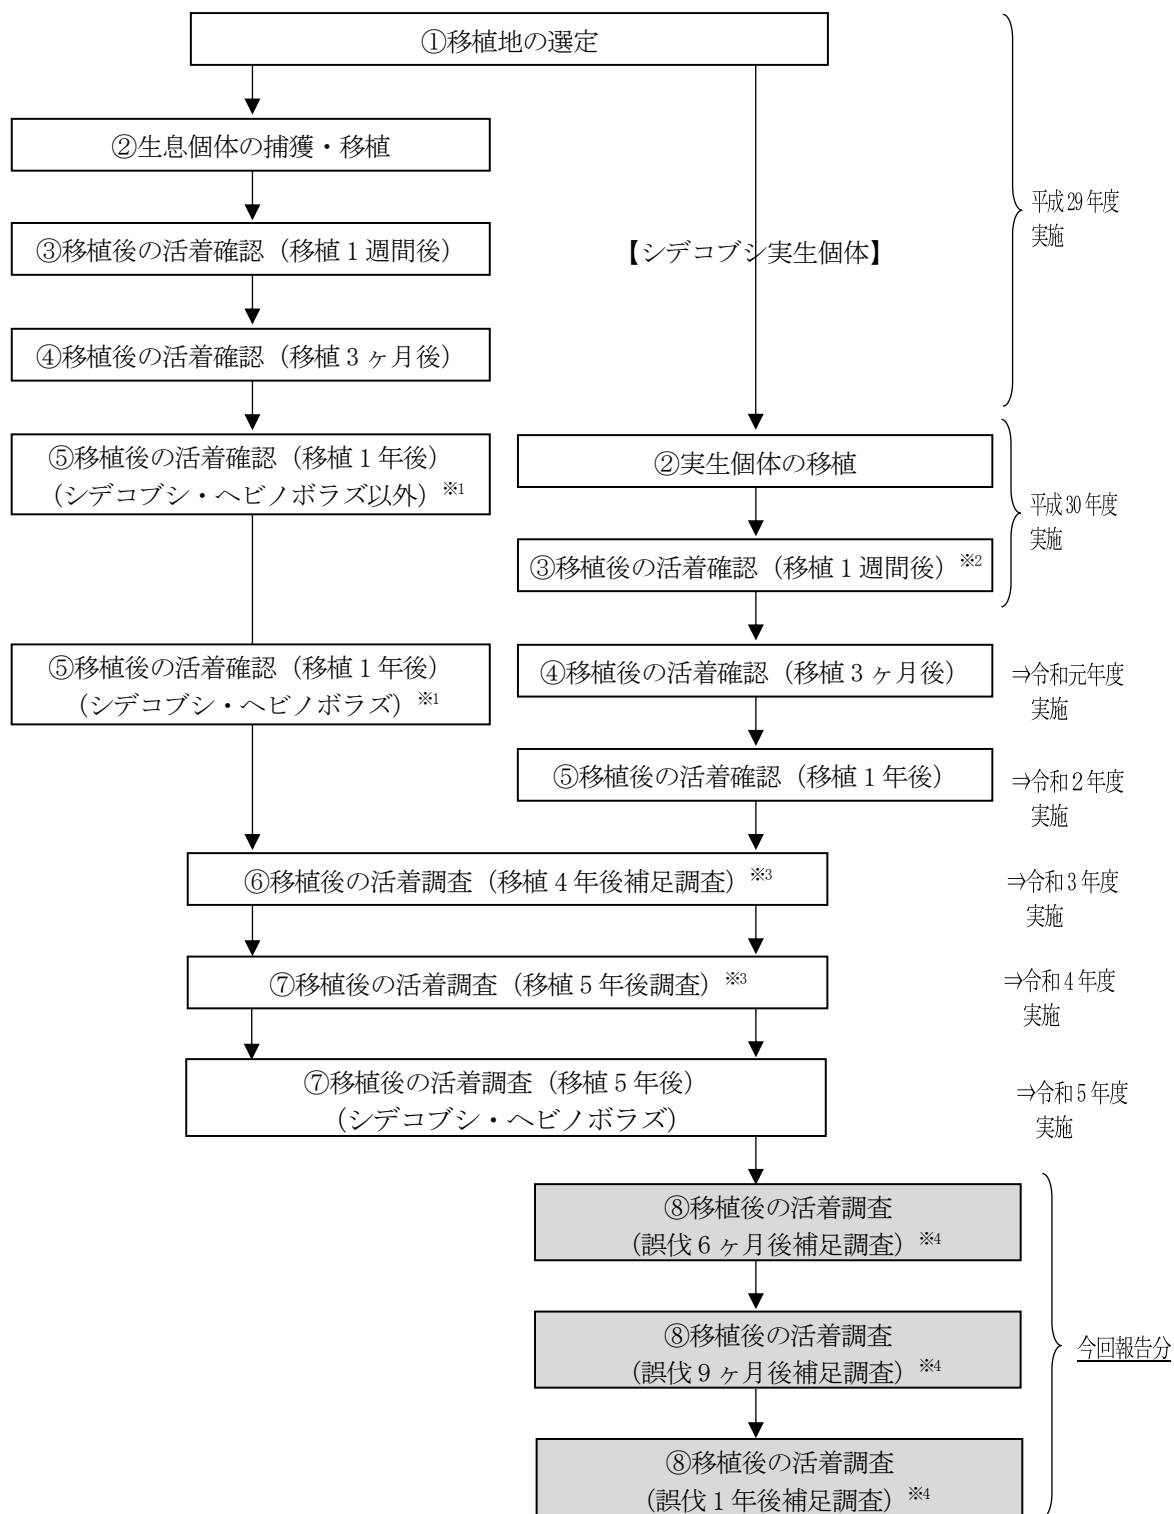 ①移植地の選定
②生息個体の捕獲・移植
③移植後の活着確認（移植１週間後）
④移植後の活着確認（移植３ヶ月後）
【シデコブシ実生個体】
平成29年度
実施
⑤移植後の活着確認（移植１年後）
（シデコブシ・ヘビノボラズ以外）※1
②実生個体の移植
③移植後の活着確認（移植１週間後）※2
平成30年度
実施
⑤移植後の活着確認（移植１年後）
（シデコブシ・ヘビノボラズ）※1
④移植後の活着確認（移植３ヶ月後）
⇒令和元年度
実施
⑤移植後の活着確認（移植１年後）
⇒令和２年度
実施
⑥移植後の活着調査（移植４年後補足調査）※3
⇒令和３年度
実施
⑦移植後の活着調査（移植５年後調査）※3
⇒令和４年度
実施
⑦移植後の活着調査（移植５年後）
（シデコブシ・ヘビノボラズ）
⇒令和５年度
実施
⑧移植後の活着調査
（誤伐６ヶ月後補足調査）※4
⑧移植後の活着調査
（誤伐９ヶ月後補足調査）※4
今回報告分
⑧移植後の活着調査
（誤伐１年後補足調査）※4